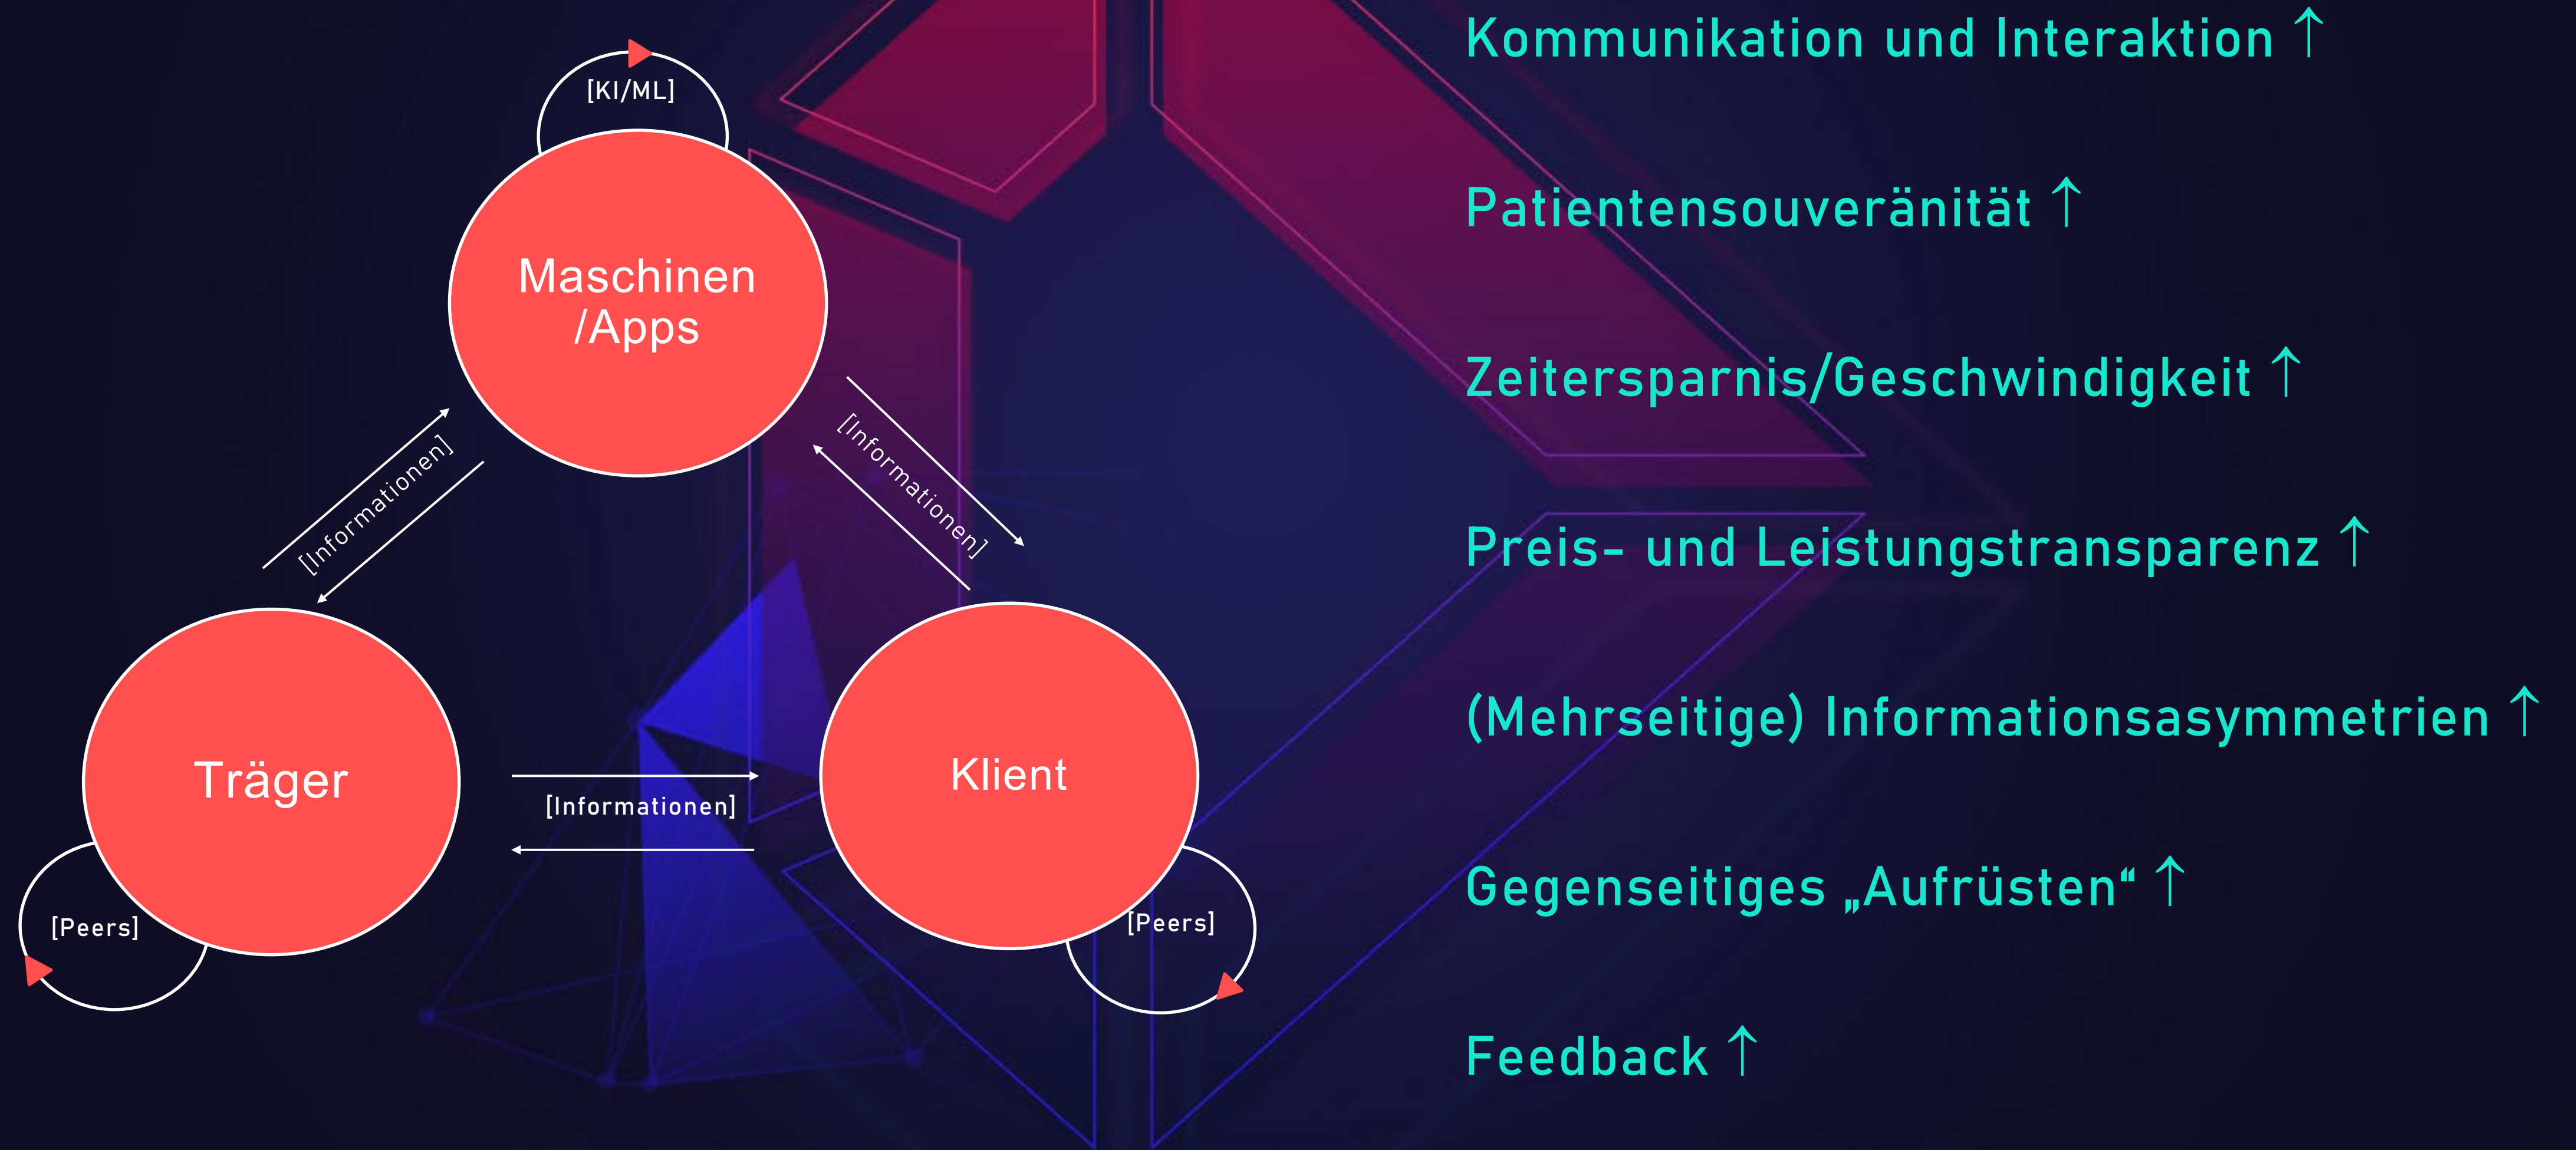 [KI/ML]
Maschinen
/Apps
[Informationen]
[Informationen]
Träger
[Informationen]
Klient
[Peers]
[Peers]
Kommunikation und Interaktion ↑
Patientensouveränität ↑
Zeitersparnis/Geschwindigkeit ↑
Preis- und Leistungstransparenz ↑
(Mehrseitige) Informationsasymmetrien ↑
Gegenseitiges „Aufrüsten“ ↑
Feedback ↑